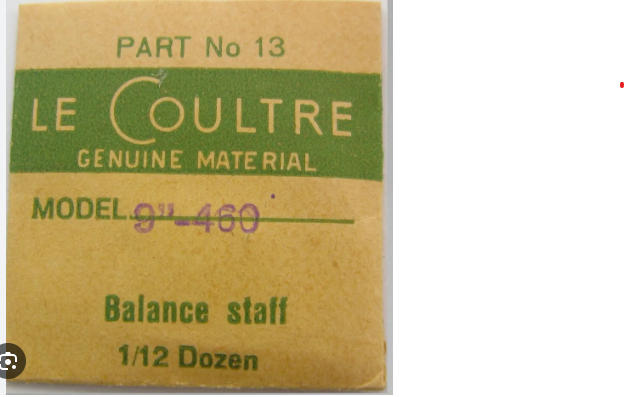 PART No 13
LE COULTRE
GENUINE MATERIAL
MODEL 9"-460
Balance staff
1/12 Dozen